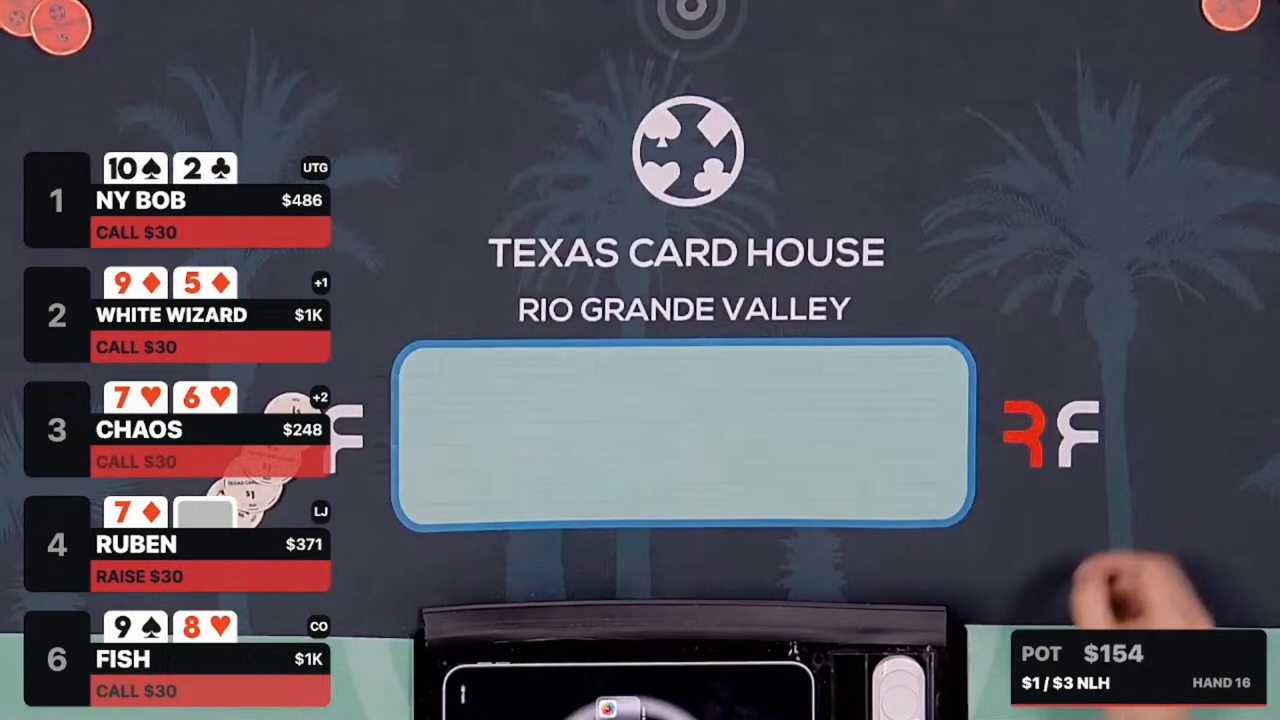 TEXAS CARD HOUSE
RIO GRANDE VALLEY
RF
F
1
10♠ 2♣
UTG
NY BOB
$486
CALL $30
2
9♦ 5♦
+1
WHITE WIZARD
$1K
CALL $30
3
7♥ 6♥
+2
CHAOS
$248
CALL $30
4
7♦
LJ
RUBEN
$371
RAISE $30
6
9♠ 8♥
CO
FISH
$1K
CALL $30
POT $154
$1 / $3 NLH
HAND 16
$1